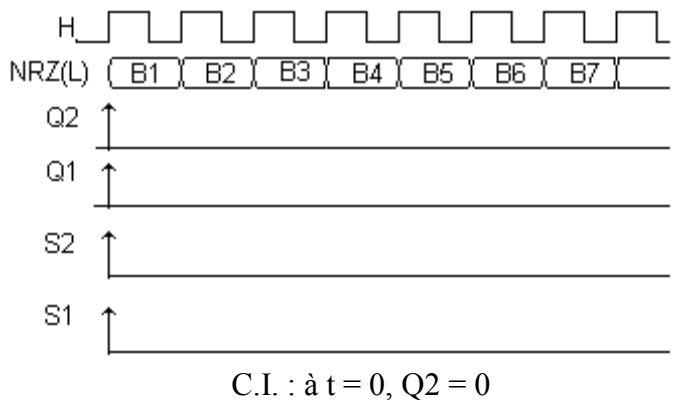 H
NRZ(L) B1 B2 B3 B4 B5 B6 B7
Q2
Q1
S2
S1
C.I. : à t = 0, Q2 = 0